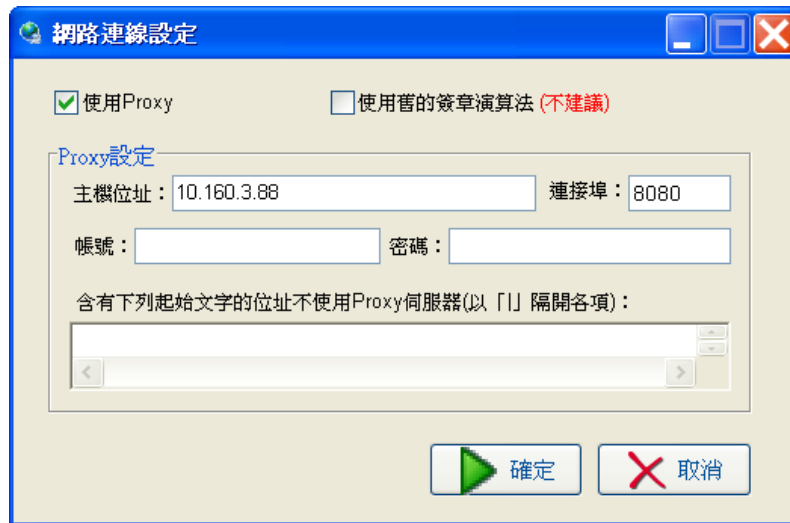 網路連線設定
使用Proxy 使用舊的簽章演算法 (不建議)
Proxy設定
主機位址： 10.160.3.88 連接埠： 8080
帳號： 密碼：
含有下列起始文字的位址不使用Proxy伺服器(以「|」隔開各項)：
確定 取消